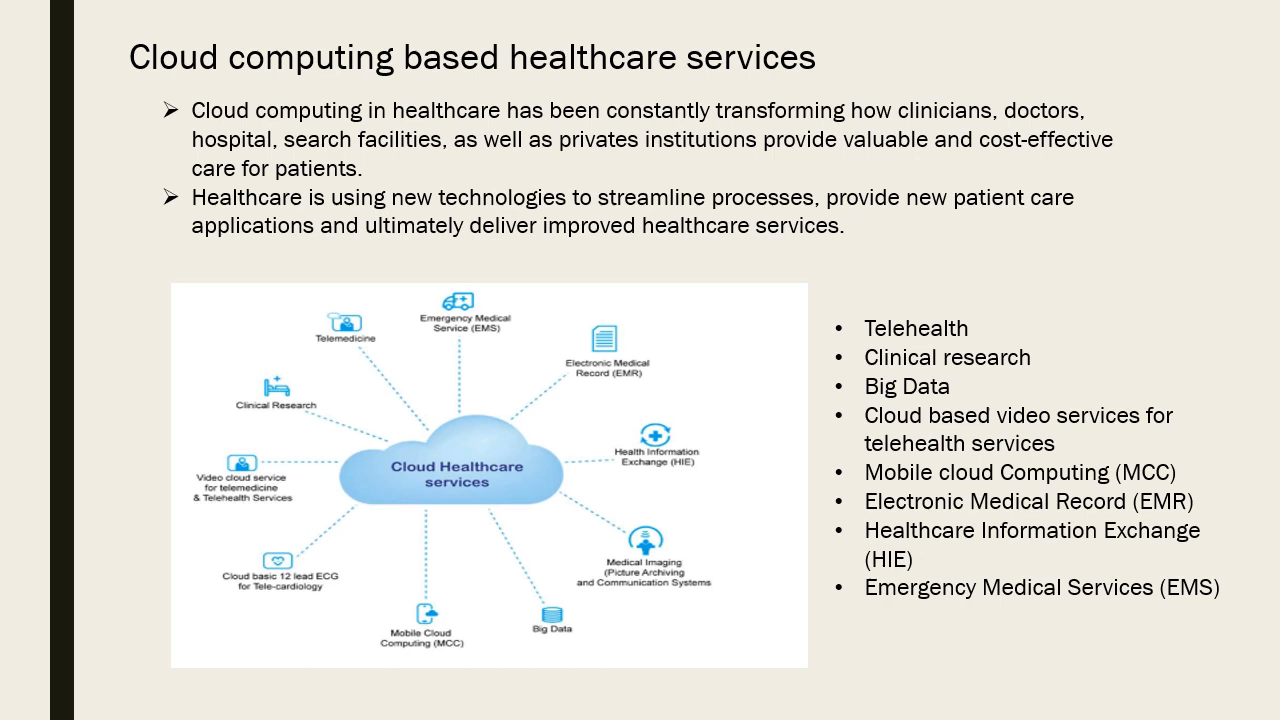 Cloud computing based healthcare services
➢ Cloud computing in healthcare has been constantly transforming how clinicians, doctors,
hospital, search facilities, as well as privates institutions provide valuable and cost-effective
care for patients.
➢ Healthcare is using new technologies to streamline processes, provide new patient care
applications and ultimately deliver improved healthcare services.
Emergency Medical
Service (EMS)
Telemedicine
Electronic Medical
Record (EMR)
Clinical Research
Health Information
Exchange (HIE)
Cloud Healthcare
services
Video cloud service
for telemedicine
& Telehealth Services
Medical Imaging
(Picture Archiving
and Communication Systems
Cloud basic 12 lead ECG
for Tele-cardiology
Mobile Cloud
Computing (MCC)
Big Data
• Telehealth
• Clinical research
• Big Data
• Cloud based video services for
telehealth services
• Mobile cloud Computing (MCC)
• Electronic Medical Record (EMR)
• Healthcare Information Exchange
(HIE)
• Emergency Medical Services (EMS)